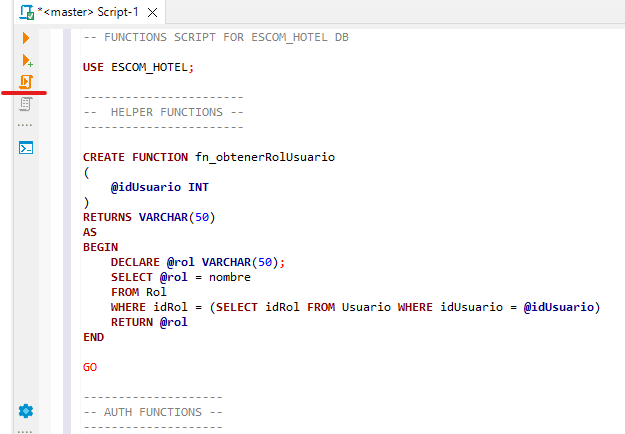 *<master> Script-1
-- FUNCTIONS SCRIPT FOR ESCOM_HOTEL DB
USE ESCOM_HOTEL;
-----------------------
--  HELPER FUNCTIONS --
-----------------------
CREATE FUNCTION fn_obtenerRolUsuario
(
    @idUsuario INT
)
RETURNS VARCHAR(50)
AS
BEGIN
    DECLARE @rol VARCHAR(50);
    SELECT @rol = nombre
    FROM Rol
    WHERE idRol = (SELECT idRol FROM Usuario WHERE idUsuario = @idUsuario)
    RETURN @rol
END
GO
--------------------
-- AUTH FUNCTIONS --
--------------------